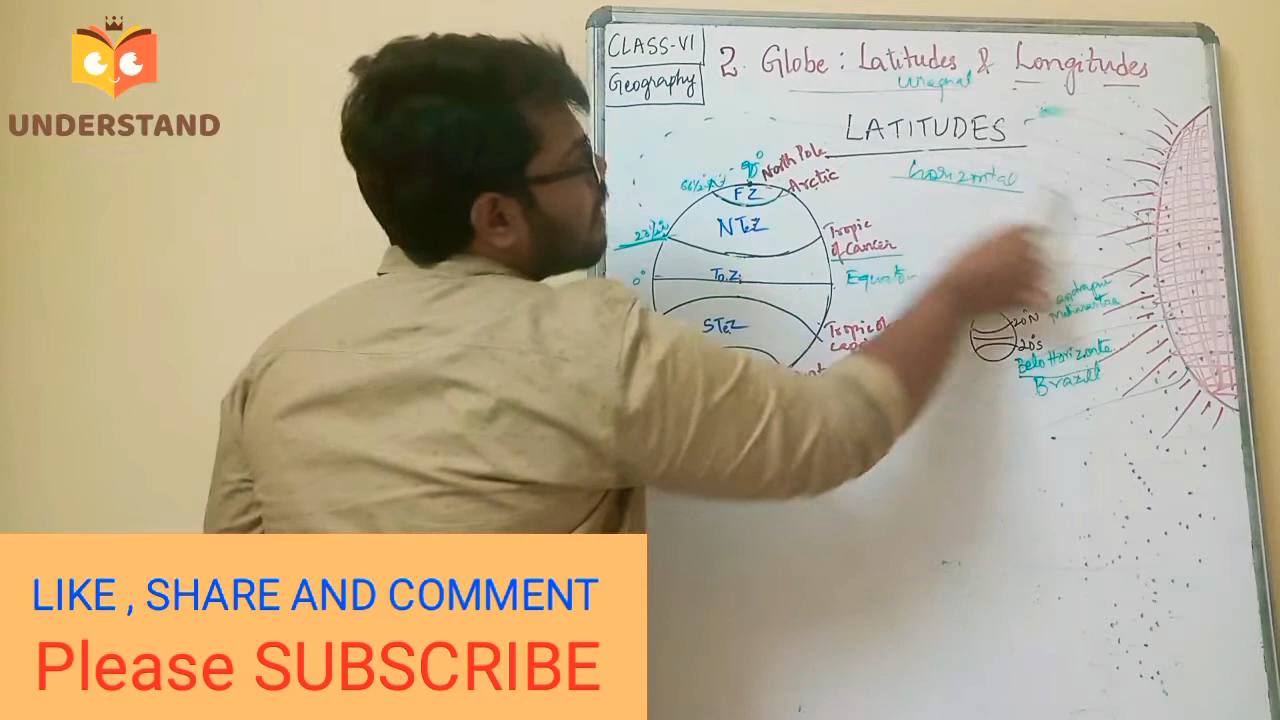 UNDERSTAND
CLASS-VI
Geography
2. Globe : Latitudes & Longitudes
unequal
LATITUDES
horizontal
90°
North Pole
66½°N
Arctic
FZ
NTeZ
23½°N
Tropic
of Cancer
0°
To.Z
Equator
STeZ
Tropic of
20°N
Maharastra
20°S
Belo Horizonte
Brazil
LIKE , SHARE AND COMMENT
Please SUBSCRIBE